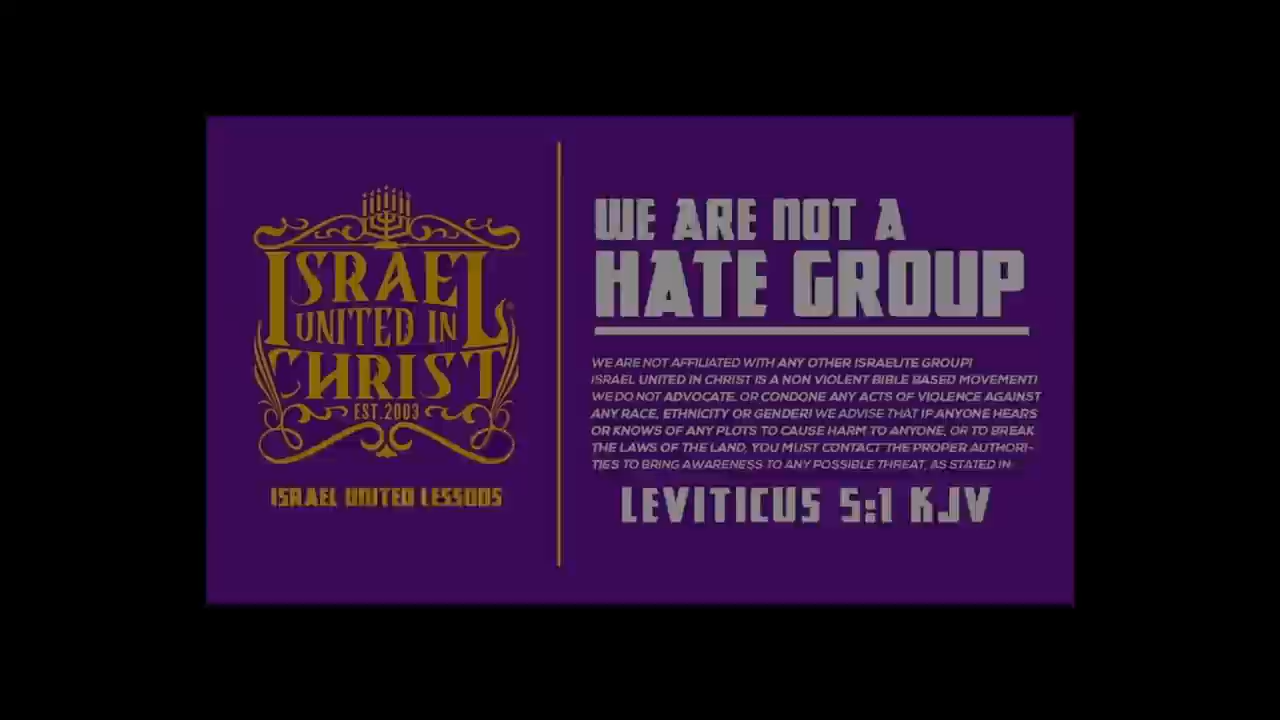 ISRAEL
UNITED IN
CHRIST
EST. 2003
ISRAEL UNITED LESSONS
WE ARE NOT A
HATE GROUP
WE ARE NOT AFFILIATED WITH ANY OTHER ISRAELITE GROUP!
ISRAEL UNITED IN CHRIST IS A NON VIOLENT BIBLE BASED MOVEMENT!
WE DO NOT ADVOCATE, OR CONDONE ANY ACTS OF VIOLENCE AGAINST
ANY RACE, ETHNICITY OR GENDER! WE ADVISE THAT IF ANYONE HEARS
OR KNOWS OF ANY PLOTS TO CAUSE HARM TO ANYONE, OR TO BREAK
THE LAWS OF THE LAND, YOU MUST CONTACT THE PROPER AUTHORI-
TIES TO BRING AWARENESS TO ANY POSSIBLE THREAT, AS STATED IN
LEVITICUS 5:1 KJV